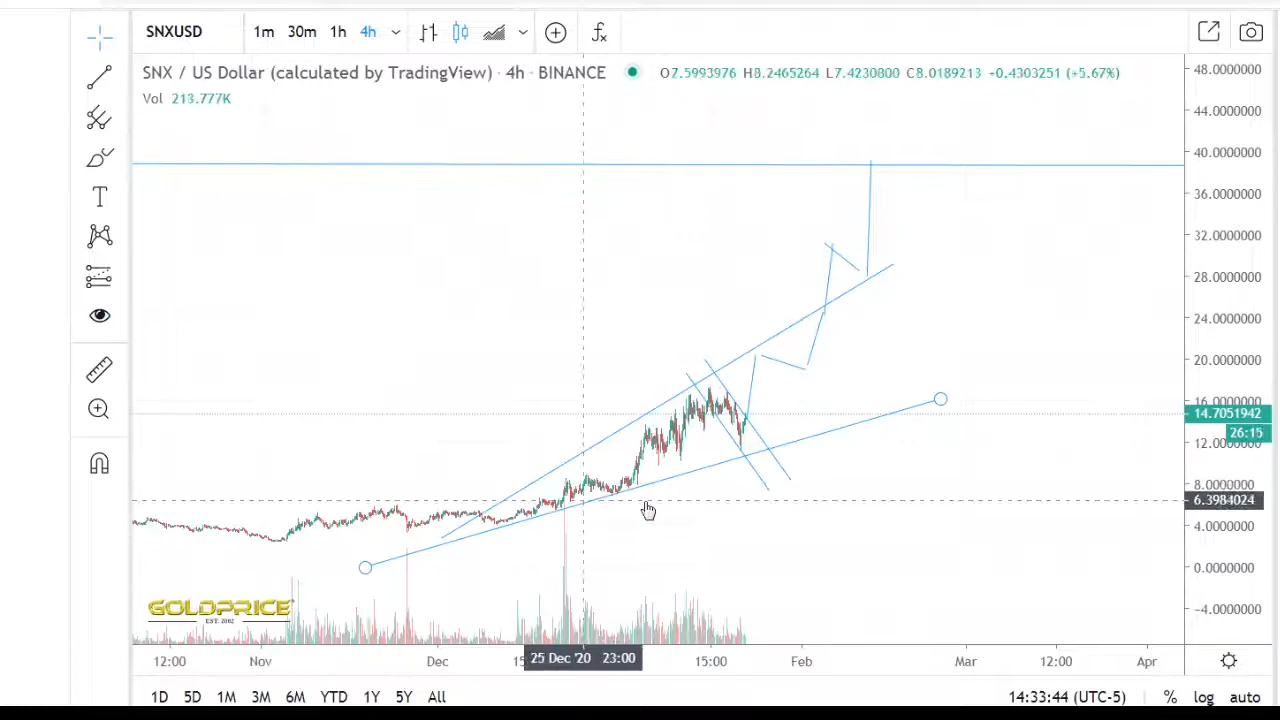 SNXUSD 1m 30m 1h 4h
SNX / US Dollar (calculated by TradingView) · 4h · BINANCE O7.5993976 H8.2465264 L7.4230800 C8.0189213 -0.4303251 (+5.67%)
Vol 213.777K
48.0000000
44.0000000
40.0000000
36.0000000
32.0000000
28.0000000
24.0000000
20.0000000
16.0000000
14.7051942
26:15
12.0000000
8.0000000
6.3984024
4.0000000
0.0000000
-4.0000000
GOLDPRICE
EST. 2002
12:00 Nov Dec 25 Dec '20 23:00 15:00 Feb Mar 12:00 Apr
1D 5D 1M 3M 6M YTD 1Y 5Y All 14:33:44 (UTC-5) % log auto